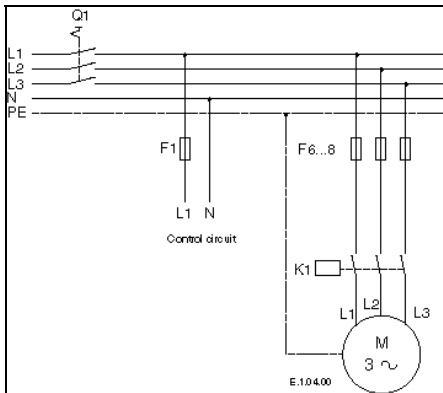 Q1
L1
L2
L3
N
PE
F1
F6...8
L1 N
Control circuit
K1
L1
L2
L3
M
3 ~
E.1.04.00